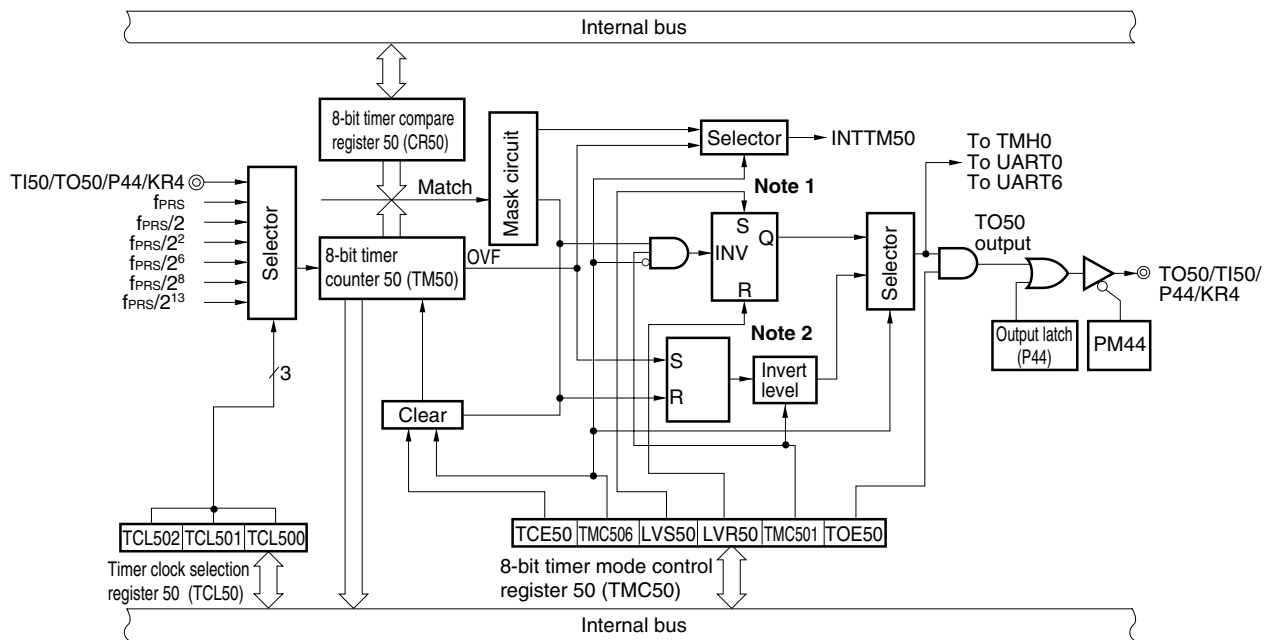 Internal bus
8-bit timer compare
register 50 (CR50)
Match
Mask circuit
Selector
INTTM50
To TMH0
To UART0
To UART6
TI50/TO50/P44/KR4
fPRS
fPRS/2
fPRS/2²
fPRS/2⁶
fPRS/2⁸
fPRS/2¹³
Selector
8-bit timer
counter 50 (TM50)
OVF
Note 1
S
INV
Q
R
Selector
TO50
output
TO50/TI50/
P44/KR4
Output latch
(P44)
PM44
Note 2
S
R
Invert
level
3
Clear
TCL502
TCL501
TCL500
Timer clock selection
register 50 (TCL50)
TCE50
TMC506
LVS50
LVR50
TMC501
TOE50
8-bit timer mode control
register 50 (TMC50)
Internal bus